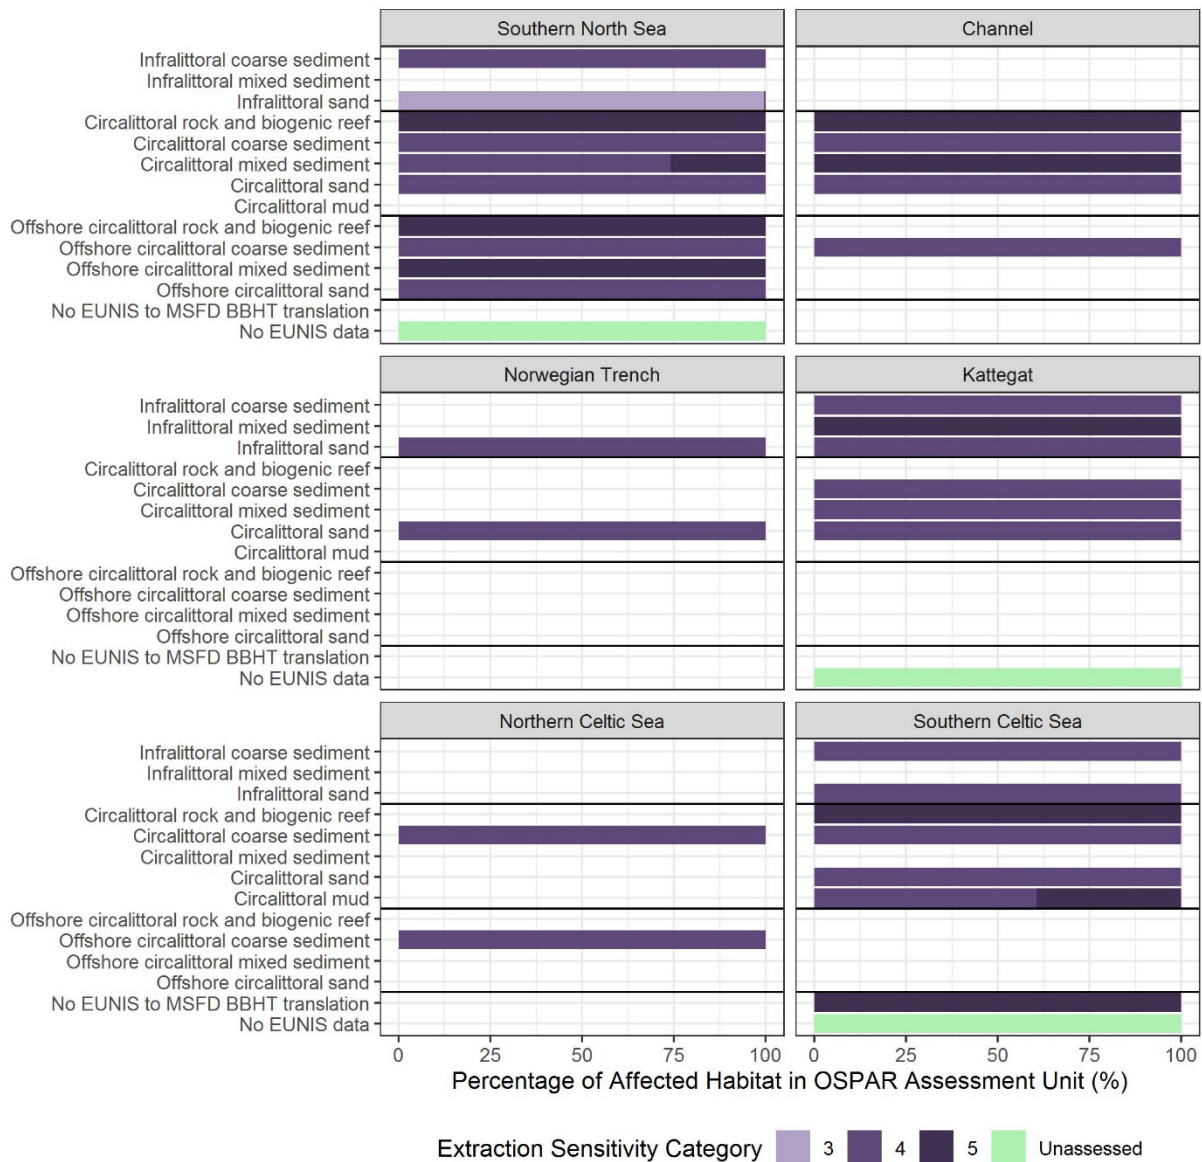 Southern North Sea
Channel
Infralittoral coarse sediment
Infralittoral mixed sediment
Infralittoral sand
Circalittoral rock and biogenic reef
Circalittoral coarse sediment
Circalittoral mixed sediment
Circalittoral sand
Circalittoral mud
Offshore circalittoral rock and biogenic reef
Offshore circalittoral coarse sediment
Offshore circalittoral mixed sediment
Offshore circalittoral sand
No EUNIS to MSFD BBHT translation
No EUNIS data
Norwegian Trench
Kattegat
Infralittoral coarse sediment
Infralittoral mixed sediment
Infralittoral sand
Circalittoral rock and biogenic reef
Circalittoral coarse sediment
Circalittoral mixed sediment
Circalittoral sand
Circalittoral mud
Offshore circalittoral rock and biogenic reef
Offshore circalittoral coarse sediment
Offshore circalittoral mixed sediment
Offshore circalittoral sand
No EUNIS to MSFD BBHT translation
No EUNIS data
Northern Celtic Sea
Southern Celtic Sea
Infralittoral coarse sediment
Infralittoral mixed sediment
Infralittoral sand
Circalittoral rock and biogenic reef
Circalittoral coarse sediment
Circalittoral mixed sediment
Circalittoral sand
Circalittoral mud
Offshore circalittoral rock and biogenic reef
Offshore circalittoral coarse sediment
Offshore circalittoral mixed sediment
Offshore circalittoral sand
No EUNIS to MSFD BBHT translation
No EUNIS data
0 25 50 75 100 0 25 50 75 100
Percentage of Affected Habitat in OSPAR Assessment Unit (%)
Extraction Sensitivity Category 3 4 5 Unassessed